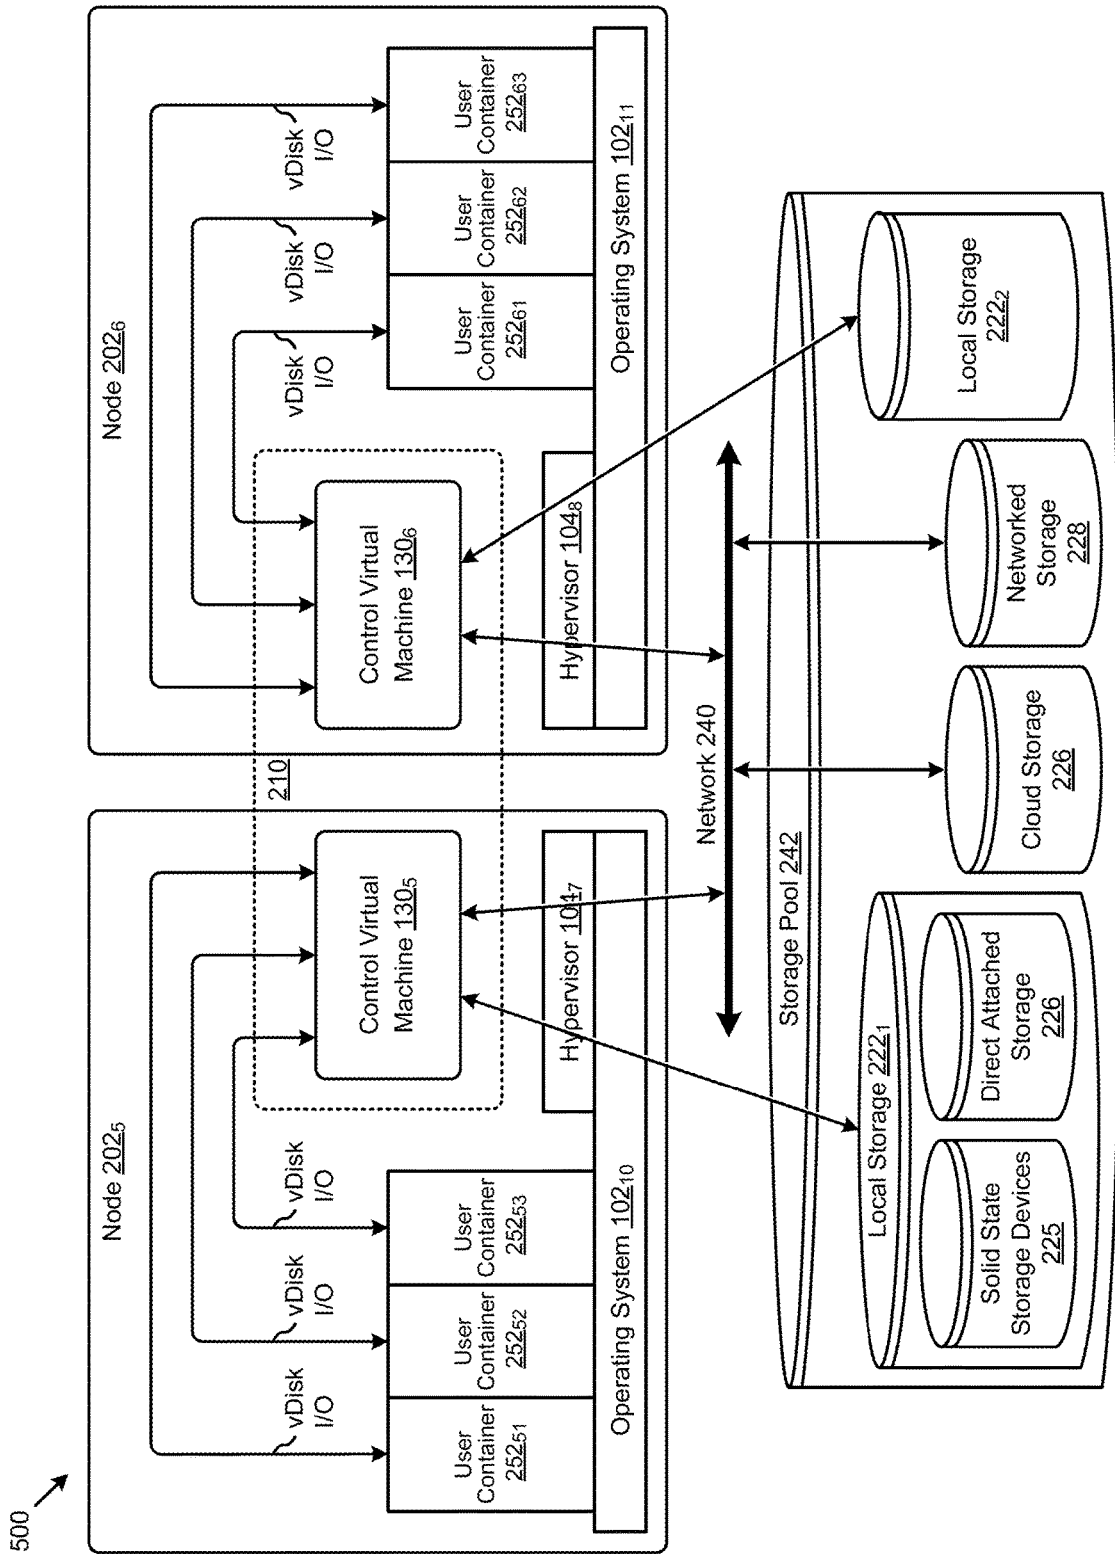 500
Node 202₅
Node 202₆
vDisk
I/O
vDisk
I/O
vDisk
I/O
vDisk
I/O
vDisk
I/O
vDisk
I/O
210
Control Virtual
Machine 130₅
Control Virtual
Machine 130₆
User
Container
252₅₁
User
Container
252₅₂
User
Container
252₅₃
User
Container
252₆₁
User
Container
252₆₂
User
Container
252₆₃
Hypervisor 104₇
Hypervisor 104₈
Operating System 102₁₀
Operating System 102₁₁
Network 240
Storage Pool 242
Local Storage 222₁
Solid State
Storage Devices
225
Direct Attached
Storage
226
Cloud Storage
226
Networked
Storage
228
Local Storage
222₂